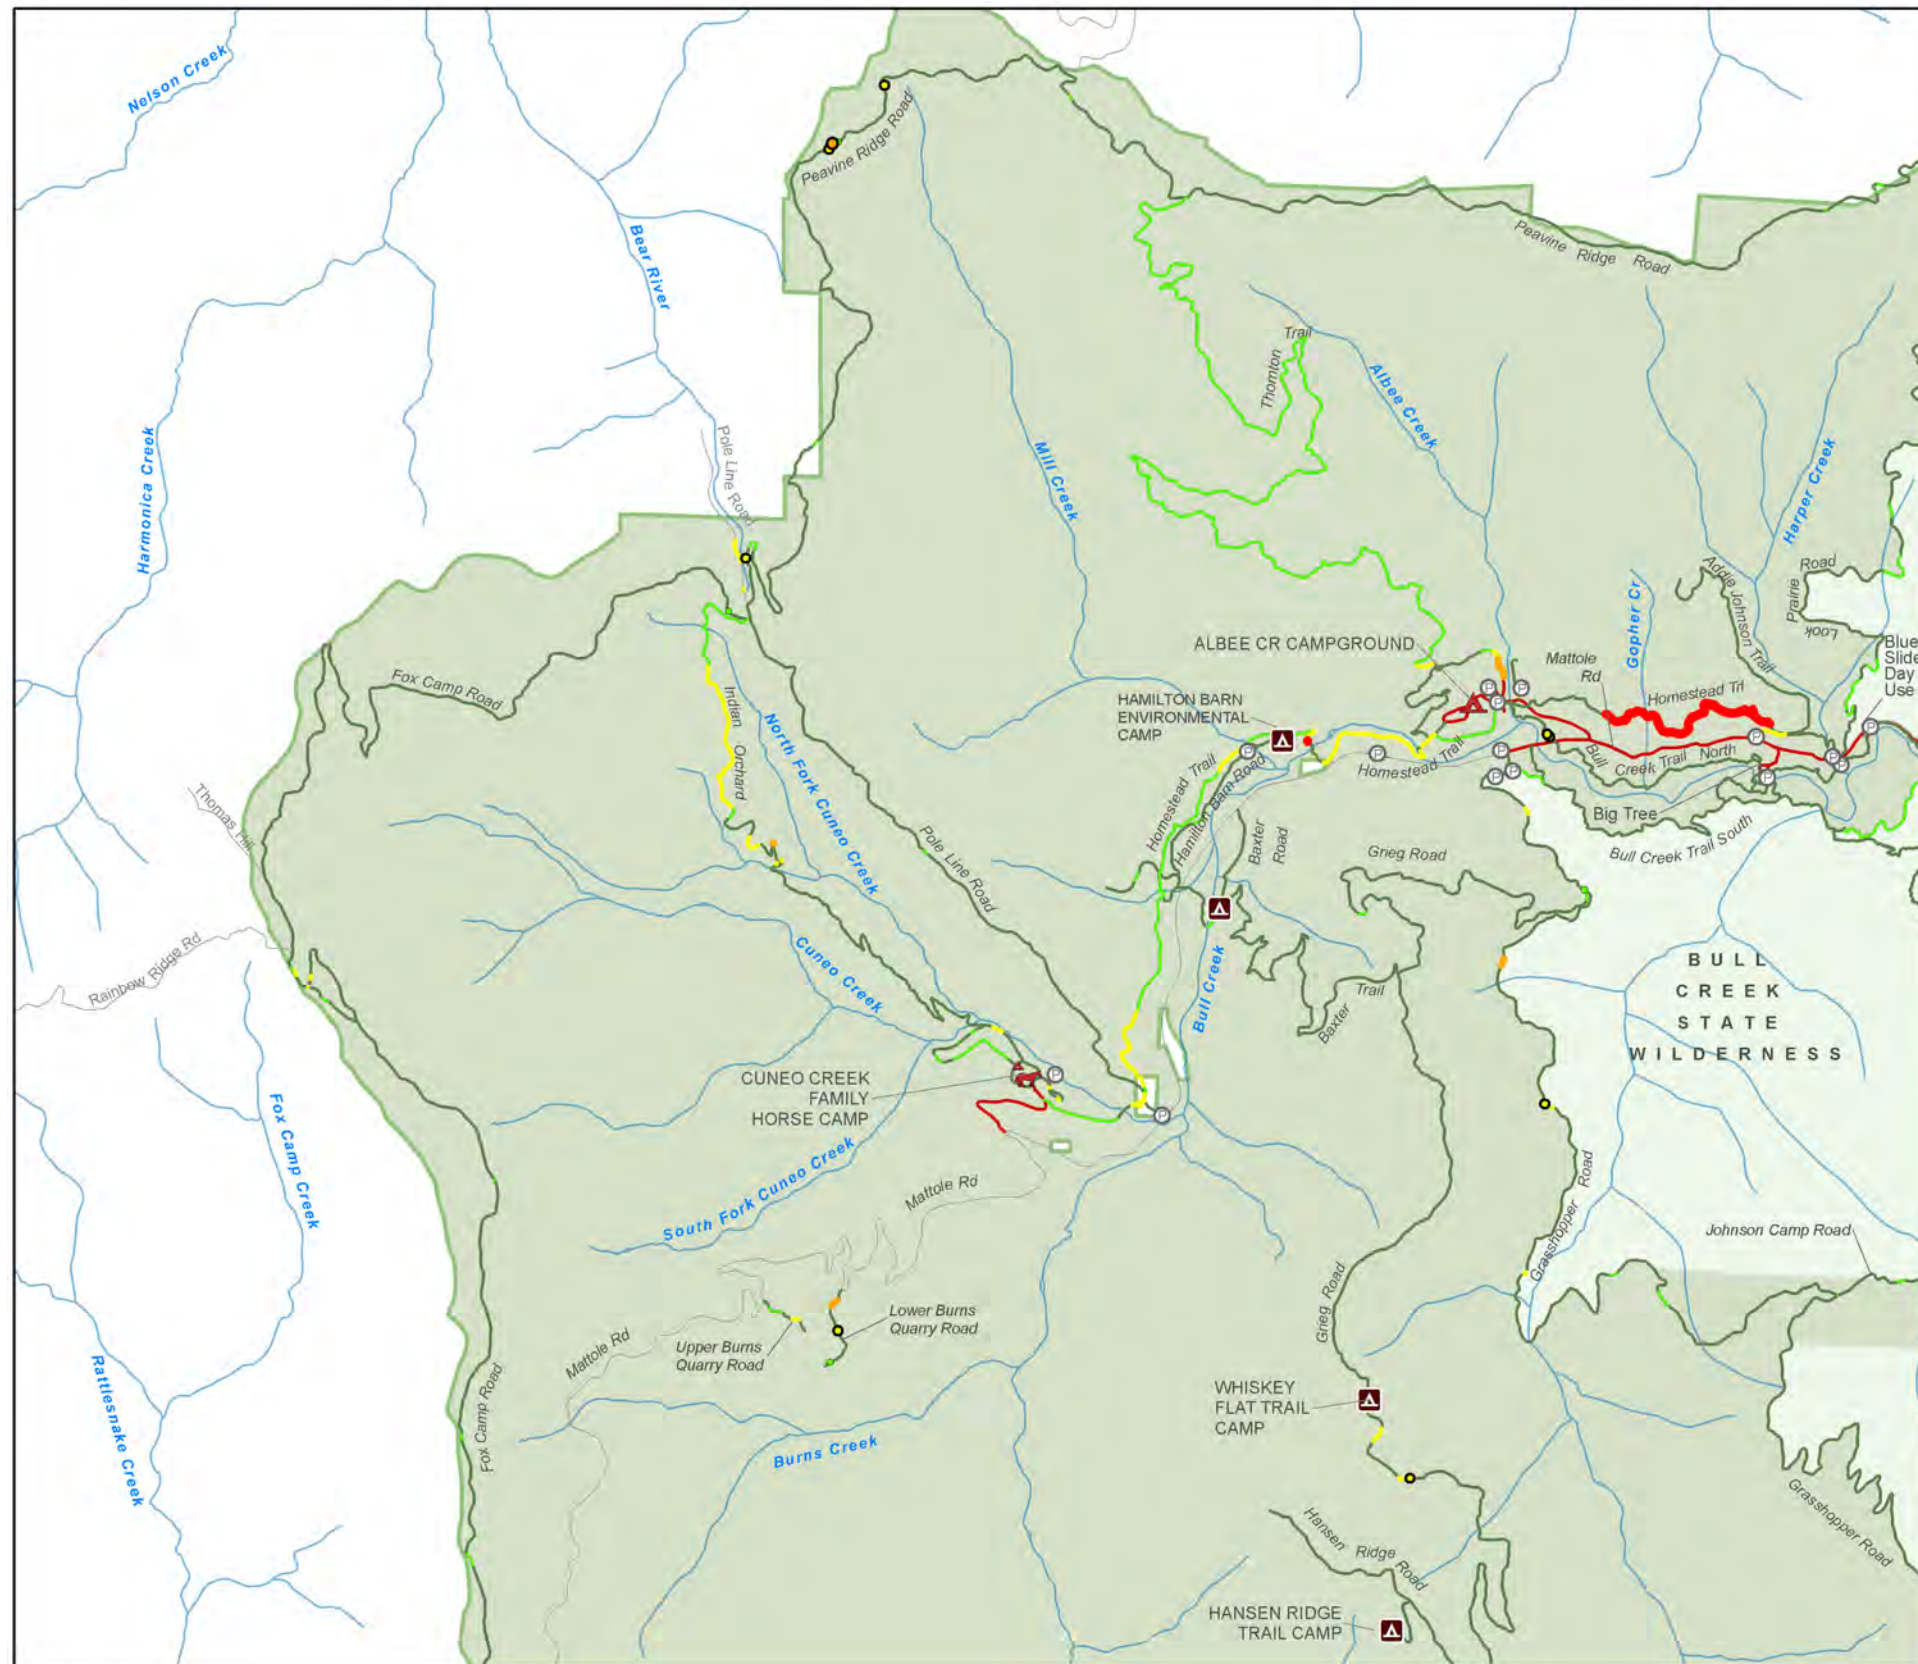 Nelson Creek
Peavine Ridge Road
Bear River
Peavine Ridge Road
Thornton
Trail
Albee Creek
Harmonica Creek
Pole Line Road
Mill Creek
Harper Creek
Addie Johnson Trail
Prairie
Road
Look
Gopher Cr
ALBEE CR CAMPGROUND
Mattole
Rd
Homestead Trl
Blue
Slide
Day
Use
Fox Camp Road
Indian
Orchard
North Fork Cuneo Creek
HAMILTON BARN
ENVIRONMENTAL
CAMP
Homestead Trail
Hamilton Barn Road
Homestead Trail
Bull
Creek Trail North
Big Tree
Bull Creek Trail South
Thomas Hill
Pole Line Road
Baxter
Road
Grieg Road
Rainbow Ridge Rd
Cuneo Creek
Bull Creek
Baxter
Trail
BULL
CREEK
STATE
WILDERNESS
CUNEO CREEK
FAMILY
HORSE CAMP
Fox Camp Creek
South Fork Cuneo Creek
Mattole Rd
Grasshopper Road
Johnson Camp Road
Grieg Road
Lower Burns
Quarry Road
Upper Burns
Quarry Road
Mattole Rd
Rattlesnake Creek
Fox Camp Road
WHISKEY
FLAT TRAIL
CAMP
Burns Creek
Grasshopper Road
Hansen
Ridge
Road
HANSEN RIDGE
TRAIL CAMP